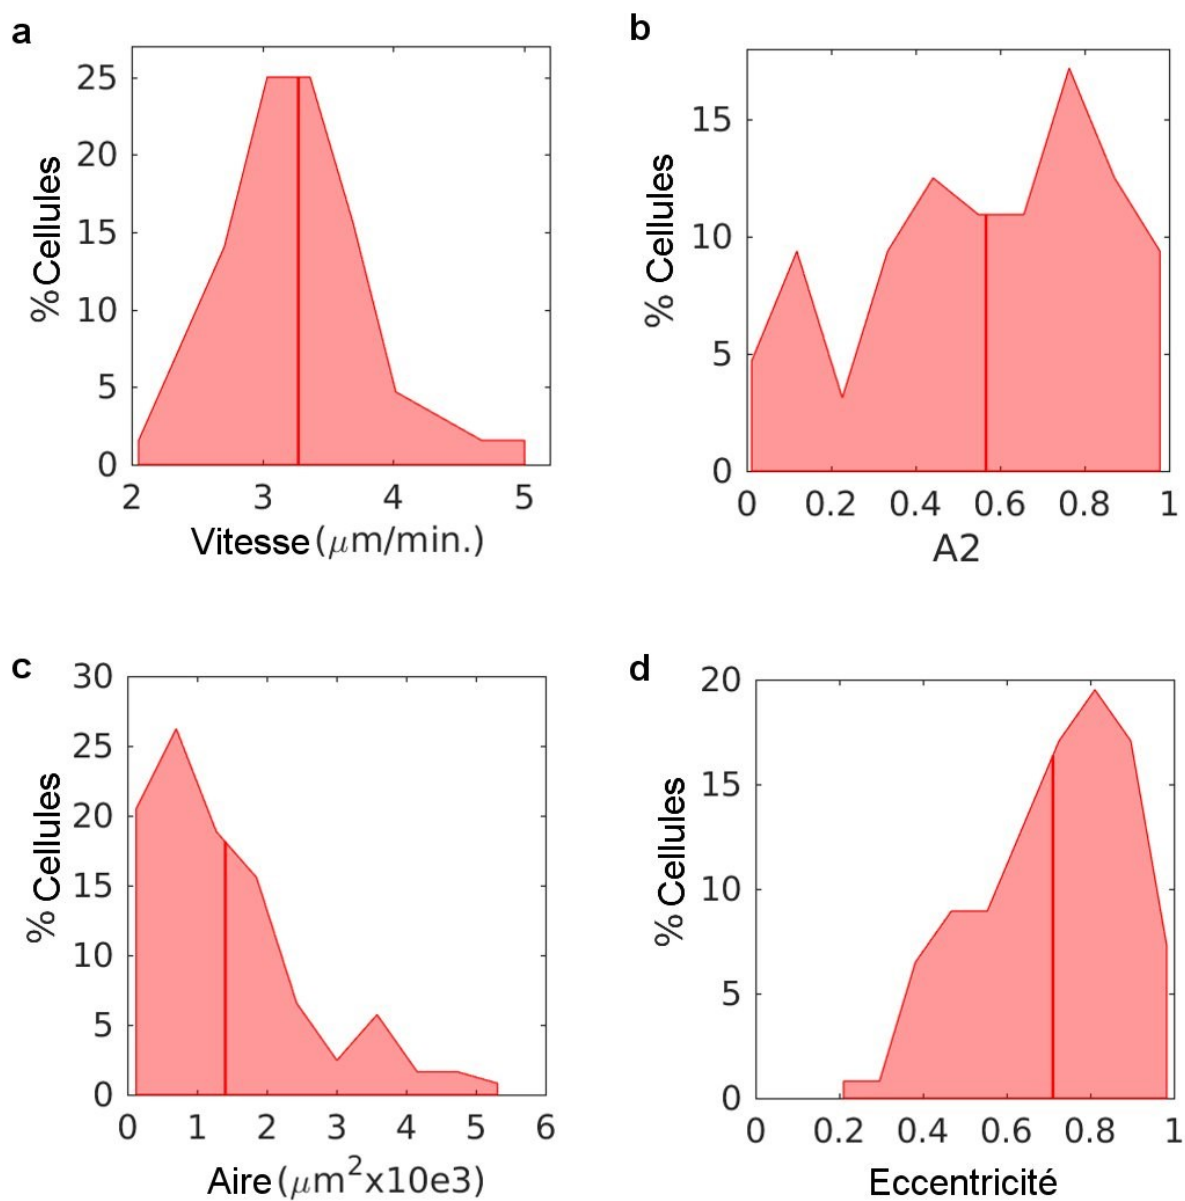 a
25
20
15
10
5
0
% Cellules
2 3 4 5
Vitesse (μm/min.)
b
15
10
5
0
% Cellules
0 0.2 0.4 0.6 0.8 1
A2
c
30
25
20
15
10
5
0
% Cellules
0 1 2 3 4 5 6
Aire (μm²x10e3)
d
20
15
10
5
0
% Cellules
0 0.2 0.4 0.6 0.8 1
Eccentricité